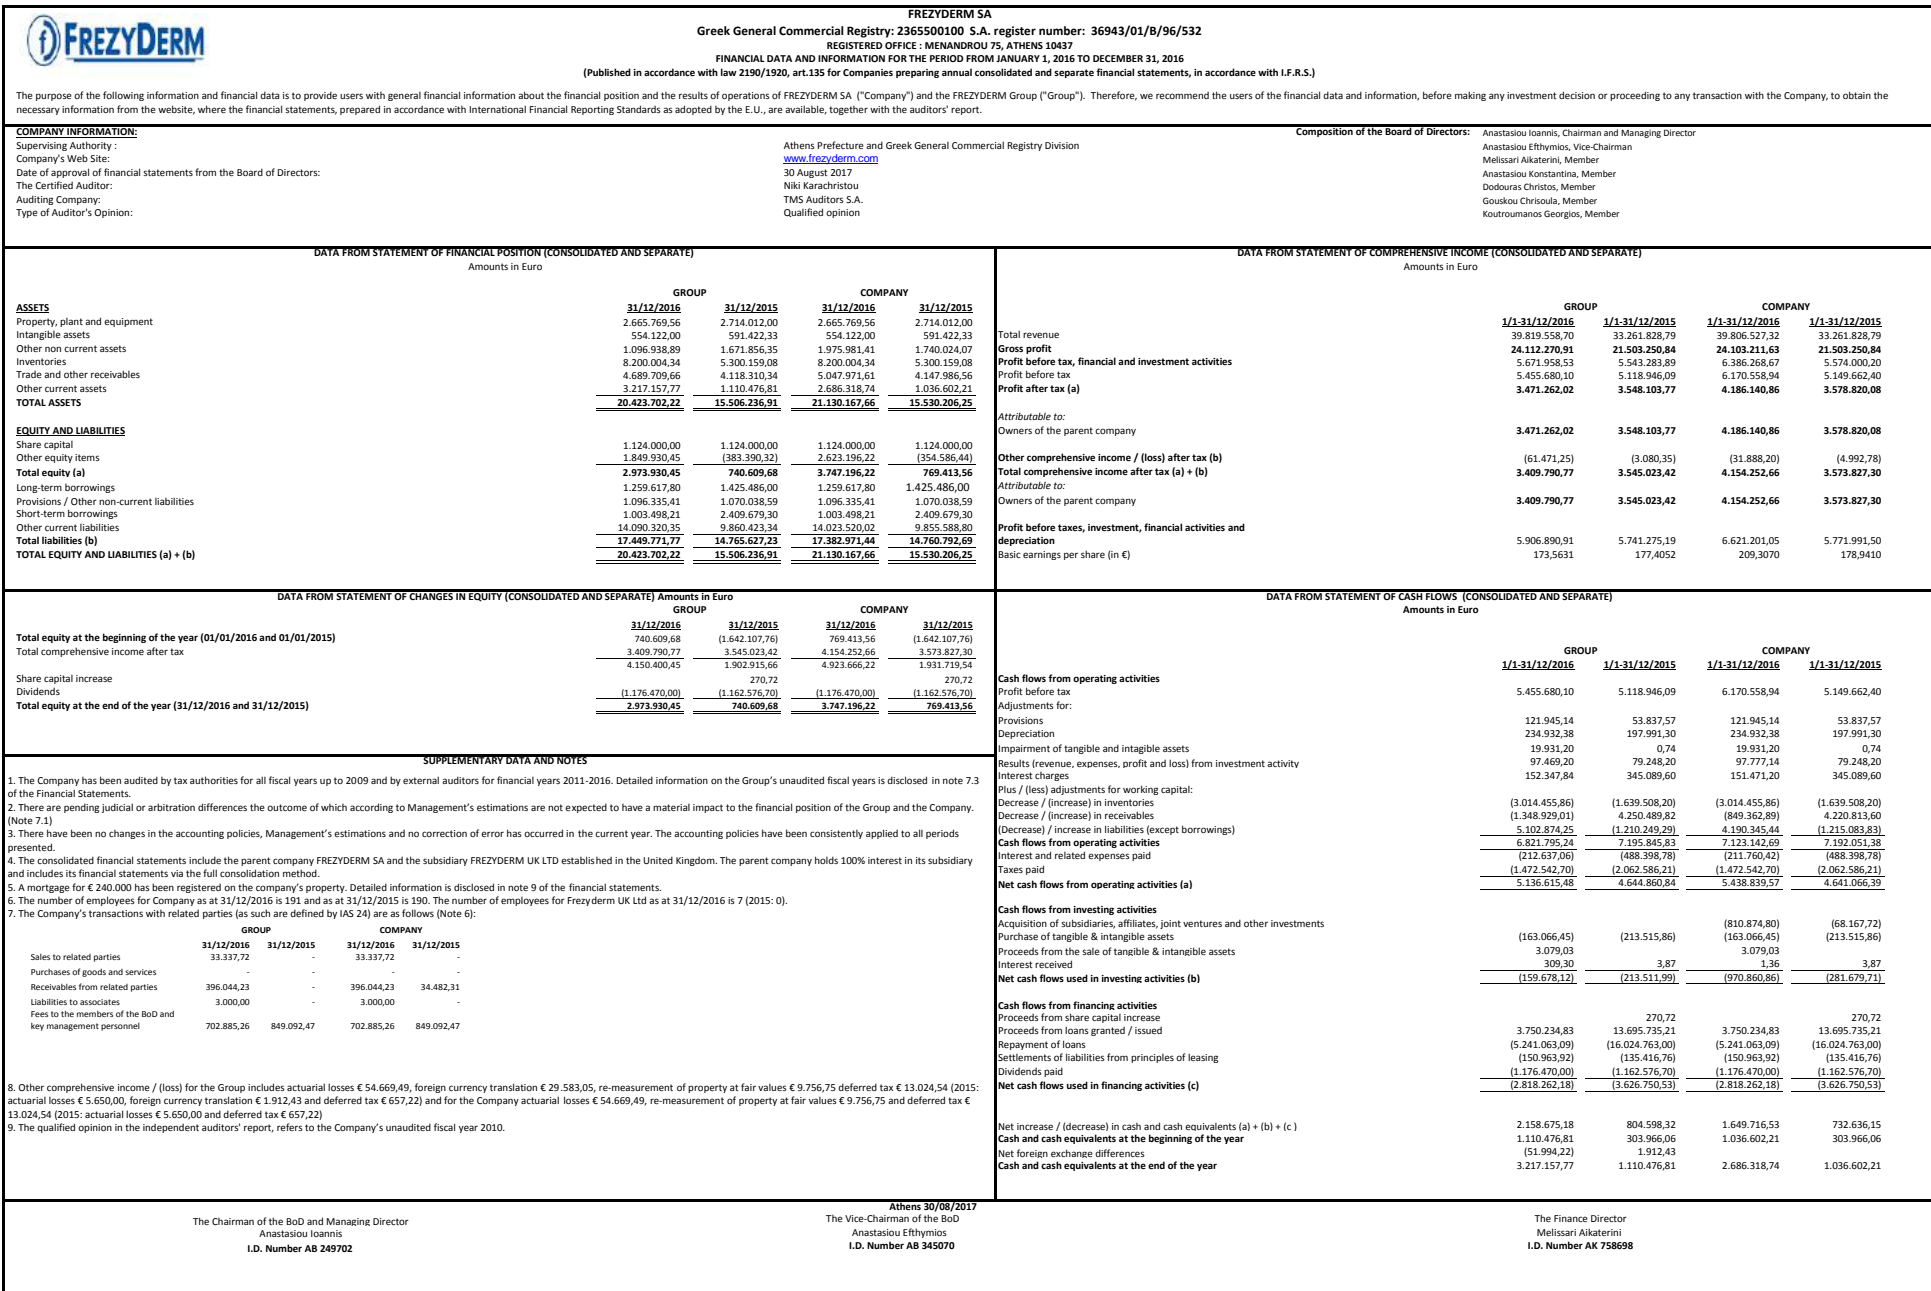 FREZYDERM
FREZYDERM SA
Greek General Commercial Registry: 2365500100 S.A. register number: 36943/01/B/96/532
REGISTERED OFFICE : MENANDROU 75, ATHENS 10437
FINANCIAL DATA AND INFORMATION FOR THE PERIOD FROM JANUARY 1, 2016 TO DECEMBER 31, 2016
(Published in accordance with law 2190/1920, art.135 for Companies preparing annual consolidated and separate financial statements, in accordance with I.F.R.S.)
The purpose of the following information and financial data is to provide users with general financial information about the financial position and the results of operations of FREZYDERM SA ("Company") and the FREZYDERM Group ("Group"). Therefore, we recommend the users of the financial data and information, before making any investment decision or proceeding to any transaction with the Company, to obtain the
necessary information from the website, where the financial statements, prepared in accordance with International Financial Reporting Standards as adopted by the E.U., are available, together with the auditors' report.
COMPANY INFORMATION:
Supervising Authority : Athens Prefecture and Greek General Commercial Registry Division
Company's Web Site: www.frezyderm.com
Date of approval of financial statements from the Board of Directors: 30 August 2017
The Certified Auditor: Niki Karachristou
Auditing Company: TMS Auditors S.A.
Type of Auditor's Opinion: Qualified opinion
Composition of the Board of Directors: Anastasiou Ioannis, Chairman and Managing Director
Anastasiou Efthymios, Vice-Chairman
Melissari Aikaterini, Member
Anastasiou Konstantina, Member
Dodouras Christos, Member
Gouskou Chrisoula, Member
Koutroumanos Georgios, Member
DATA FROM STATEMENT OF FINANCIAL POSITION (CONSOLIDATED AND SEPARATE)
Amounts in Euro
GROUP COMPANY
ASSETS 31/12/2016 31/12/2015 31/12/2016 31/12/2015
Property, plant and equipment 2.665.769,56 2.714.012,00 2.665.769,56 2.714.012,00
Intangible assets 554.122,00 591.422,33 554.122,00 591.422,33
Other non current assets 1.096.938,89 1.671.856,35 1.975.981,41 1.740.024,07
Inventories 8.200.004,34 5.300.159,08 8.200.004,34 5.300.159,08
Trade and other receivables 4.689.709,66 4.118.310,54 5.047.971,61 4.147.986,56
Other current assets 3.217.157,77 1.110.476,81 2.686.318,74 1.036.602,21
TOTAL ASSETS 20.423.702,22 15.506.236,91 21.130.167,66 15.530.206,25
EQUITY AND LIABILITIES
Share capital 1.124.000,00 1.124.000,00 1.124.000,00 1.124.000,00
Other equity items 1.849.930,45 (383.390,32) 2.623.196,22 (354.586,44)
Total equity (a) 2.973.930,45 740.609,68 3.747.196,22 769.413,56
Long-term borrowings 1.259.617,80 1.425.486,00 1.259.617,80 1.425.486,00
Provisions / Other non-current liabilities 1.096.335,41 1.070.038,59 1.096.335,41 1.070.038,59
Short-term borrowings 1.003.498,21 2.409.679,30 1.003.498,21 2.409.679,30
Other current liabilities 14.090.320,35 9.860.423,34 14.023.520,02 9.855.588,80
Total liabilities (b) 17.449.771,77 14.765.627,23 17.382.971,44 14.760.792,69
TOTAL EQUITY AND LIABILITIES (a) + (b) 20.423.702,22 15.506.236,91 21.130.167,66 15.530.206,25
DATA FROM STATEMENT OF COMPREHENSIVE INCOME (CONSOLIDATED AND SEPARATE)
Amounts in Euro
GROUP COMPANY
1/1-31/12/2016 1/1-31/12/2015 1/1-31/12/2016 1/1-31/12/2015
Total revenue 39.819.558,70 33.261.828,79 39.806.527,32 33.261.828,79
Gross profit 24.112.270,91 21.503.250,84 24.103.211,63 21.503.250,84
Profit before tax, financial and investment activities 5.671.958,53 5.543.283,89 6.386.268,67 5.574.000,20
Profit before tax 5.455.680,10 5.118.946,09 6.170.558,94 5.149.662,40
Profit after tax (a) 3.471.262,02 3.548.103,77 4.186.140,86 3.578.820,08
Attributable to:
Owners of the parent company 3.471.262,02 3.548.103,77 4.186.140,86 3.578.820,08
Other comprehensive income / (loss) after tax (b) (61.471,25) (3.080,35) (31.888,20) (4.992,78)
Total comprehensive income after tax (a) + (b) 3.409.790,77 3.545.023,42 4.154.252,66 3.573.827,30
Attributable to:
Owners of the parent company 3.409.790,77 3.545.023,42 4.154.252,66 3.573.827,30
Profit before taxes, investment, financial activities and
depreciation 5.906.890,91 5.741.275,19 6.621.201,05 5.771.991,50
Basic earnings per share (in €) 173,5631 177,4052 209,3070 178,9410
DATA FROM STATEMENT OF CHANGES IN EQUITY (CONSOLIDATED AND SEPARATE) Amounts in Euro
GROUP COMPANY
31/12/2016 31/12/2015 31/12/2016 31/12/2015
Total equity at the beginning of the year (01/01/2016 and 01/01/2015) 740.609,68 (1.642.107,76) 769.413,56 (1.642.107,76)
Total comprehensive income after tax 3.409.790,77 3.545.023,42 4.154.252,66 3.573.827,30
4.150.400,45 1.902.915,66 4.923.666,22 1.931.719,54
Share capital increase 270,72 270,72
Dividends (1.176.470,00) (1.162.576,70) (1.176.470,00) (1.162.576,70)
Total equity at the end of the year (31/12/2016 and 31/12/2015) 2.973.930,45 740.609,68 3.747.196,22 769.413,56
SUPPLEMENTARY DATA AND NOTES
1. The Company has been audited by tax authorities for all fiscal years up to 2009 and by external auditors for financial years 2011-2016. Detailed information on the Group's unaudited fiscal years is disclosed in note 7.3
of the Financial Statements.
2. There are pending judicial or arbitration differences the outcome of which according to Management's estimations are not expected to have a material impact to the financial position of the Group and the Company.
(Note 7.1)
3. There have been no changes in the accounting policies, Management's estimations and no correction of error has occurred in the current year. The accounting policies have been consistently applied to all periods
presented.
4. The consolidated financial statements include the parent company FREZYDERM SA and the subsidiary FREZYDERM UK LTD established in the United Kingdom. The parent company holds 100% interest in its subsidiary
and includes its financial statements via the full consolidation method.
5. A mortgage for € 240.000 has been registered on the company's property. Detailed information is disclosed in note 9 of the financial statements.
6. The number of employees for Company as at 31/12/2016 is 191 and as at 31/12/2015 is 190. The number of employees for Frezyderm UK Ltd as at 31/12/2016 is 7 (2015: 0).
7. The Company's transactions with related parties (as such are defined by IAS 24) are as follows (Note 6):
GROUP COMPANY
31/12/2016 31/12/2015 31/12/2016 31/12/2015
Sales to related parties 33.337,72 - 33.337,72 -
Purchases of goods and services - - - -
Receivables from related parties 396.044,23 - 396.044,23 34.482,31
Liabilities to associates 3.000,00 - 3.000,00 -
Fees to the members of the BoD and
key management personnel 702.885,26 849.092,47 702.885,26 849.092,47
8. Other comprehensive income / (loss) for the Group includes actuarial losses € 54.669,49, foreign currency translation € 29.583,05, re-measurement of property at fair values € 9.756,75 deferred tax € 13.024,54 (2015:
actuarial losses € 5.650,00, foreign currency translation € 1.912,43 and deferred tax € 657,22) and for the Company actuarial losses € 54.669,49, re-measurement of property at fair values € 9.756,75 and deferred tax €
13.024,54 (2015: actuarial losses € 5.650,00 and deferred tax € 657,22)
9. The qualified opinion in the independent auditors' report, refers to the Company's unaudited fiscal year 2010.
DATA FROM STATEMENT OF CASH FLOWS (CONSOLIDATED AND SEPARATE)
Amounts in Euro
GROUP COMPANY
1/1-31/12/2016 1/1-31/12/2015 1/1-31/12/2016 1/1-31/12/2015
Cash flows from operating activities
Profit before tax 5.455.680,10 5.118.946,09 6.170.558,94 5.149.662,40
Adjustments for:
Provisions 121.945,14 53.837,57 121.945,14 53.837,57
Depreciation 234.932,38 197.991,30 234.932,38 197.991,30
Impairment of tangible and intagible assets 19.931,20 0,74 19.931,20 0,74
Results (revenue, expenses, profit and loss) from investment activity 97.469,20 79.248,20 97.777,14 79.248,20
Interest charges 152.347,84 345.089,60 151.471,20 345.089,60
Plus / (less) adjustments for working capital:
Decrease / (increase) in inventories (3.014.455,86) (1.639.508,20) (3.014.455,86) (1.639.508,20)
Decrease / (increase) in receivables (1.348.929,01) 4.250.489,82 (849.362,89) 4.220.813,60
(Decrease) / increase in liabilities (except borrowings) 5.102.874,25 (1.210.249,29) 4.190.345,44 (1.215.083,83)
Cash flows from operating activities 6.821.795,24 7.195.845,83 7.123.142,69 7.192.051,38
Interest and related expenses paid (212.637,06) (488.398,78) (211.760,42) (488.398,78)
Taxes paid (1.472.542,70) (2.062.586,21) (1.472.542,70) (2.062.586,21)
Net cash flows from operating activities (a) 5.136.615,48 4.644.860,84 5.438.839,57 4.641.066,39
Cash flows from investing activities
Acquisition of subsidiaries, affiliates, joint ventures and other investments (810.874,80) (68.167,72)
Purchase of tangible & intangible assets (163.066,45) (213.515,86) (163.066,45) (213.515,86)
Proceeds from the sale of tangible & intangible assets 3.079,03 3.079,03
Interest received 309,30 3,87 1,36 3,87
Net cash flows used in investing activities (b) (159.678,12) (213.511,99) (970.860,86) (281.679,71)
Cash flows from financing activities
Proceeds from share capital increase 270,72 270,72
Proceeds from loans granted / issued 3.750.234,83 13.695.735,21 3.750.234,83 13.695.735,21
Repayment of loans (5.241.063,09) (16.024.763,00) (5.241.063,09) (16.024.763,00)
Settlements of liabilities from principles of leasing (150.963,92) (135.416,76) (150.963,92) (135.416,76)
Dividends paid (1.176.470,00) (1.162.576,70) (1.176.470,00) (1.162.576,70)
Net cash flows used in financing activities (c) (2.818.262,18) (3.626.750,53) (2.818.262,18) (3.626.750,53)
Net increase / (decrease) in cash and cash equivalents (a) + (b) + (c ) 2.158.675,18 804.598,32 1.649.716,53 732.636,15
Cash and cash equivalents at the beginning of the year 1.110.476,81 303.966,06 1.036.602,21 303.966,06
Net foreign exchange differences (51.994,22) 1.912,43
Cash and cash equivalents at the end of the year 3.217.157,77 1.110.476,81 2.686.318,74 1.036.602,21
Athens 30/08/2017
The Chairman of the BoD and Managing Director The Vice-Chairman of the BoD The Finance Director
Anastasiou Ioannis Anastasiou Efthymios Melissari Aikaterini
I.D. Number AB 249702 I.D. Number AB 345070 I.D. Number AK 758698